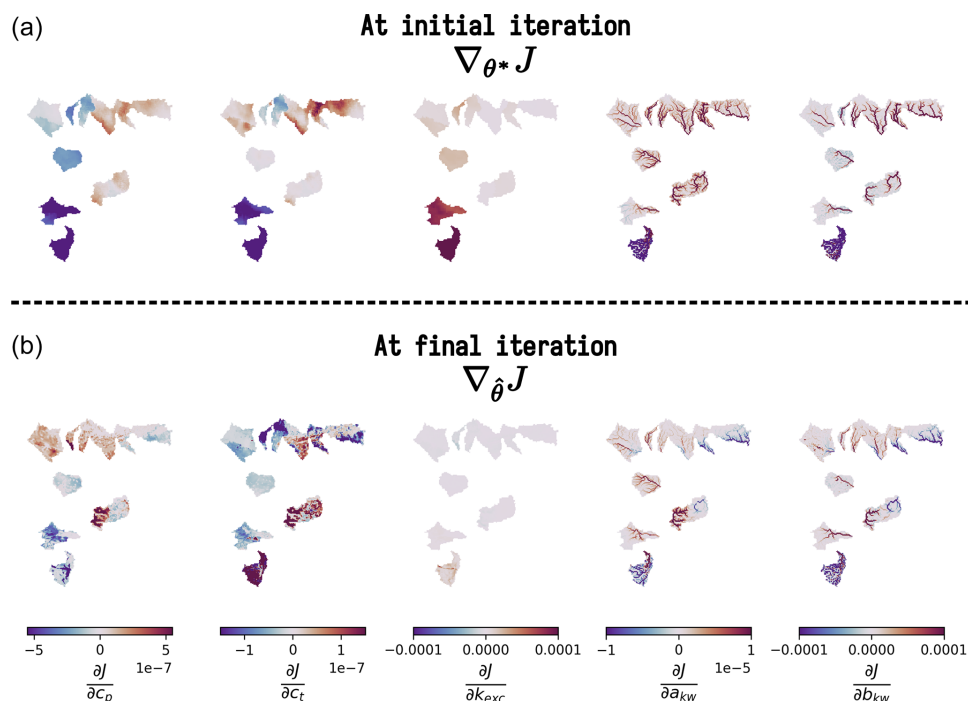 (a)
At initial iteration
∇θ* J
(b)
At final iteration
∇θ̂ J
−5 0 5
1e-7
∂J
∂cp
−1 0 1
1e-7
∂J
∂ct
−0.0001 0.0000 0.0001
∂J
∂kexc
−1 0 1
1e-5
∂J
∂akw
−0.0001 0.0000 0.0001
∂J
∂bkw